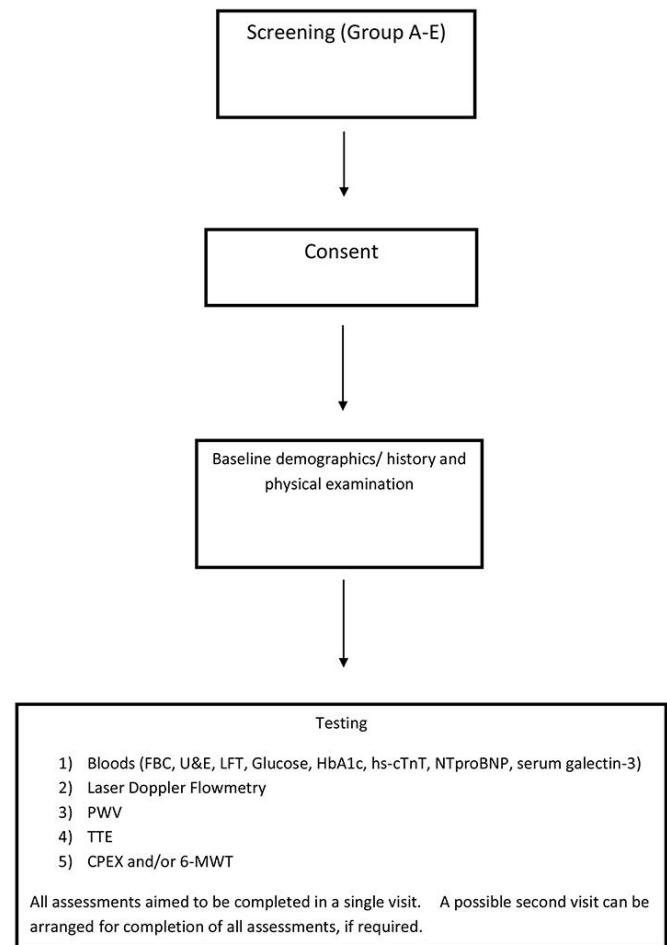 Screening (Group A-E)
Consent
Baseline demographics/ history and
physical examination
Testing
1) Bloods (FBC, U&E, LFT, Glucose, HbA1c, hs-cTnT, NTproBNP, serum galectin-3)
2) Laser Doppler Flowmetry
3) PWV
4) TTE
5) CPEX and/or 6-MWT
All assessments aimed to be completed in a single visit. A possible second visit can be
arranged for completion of all assessments, if required.